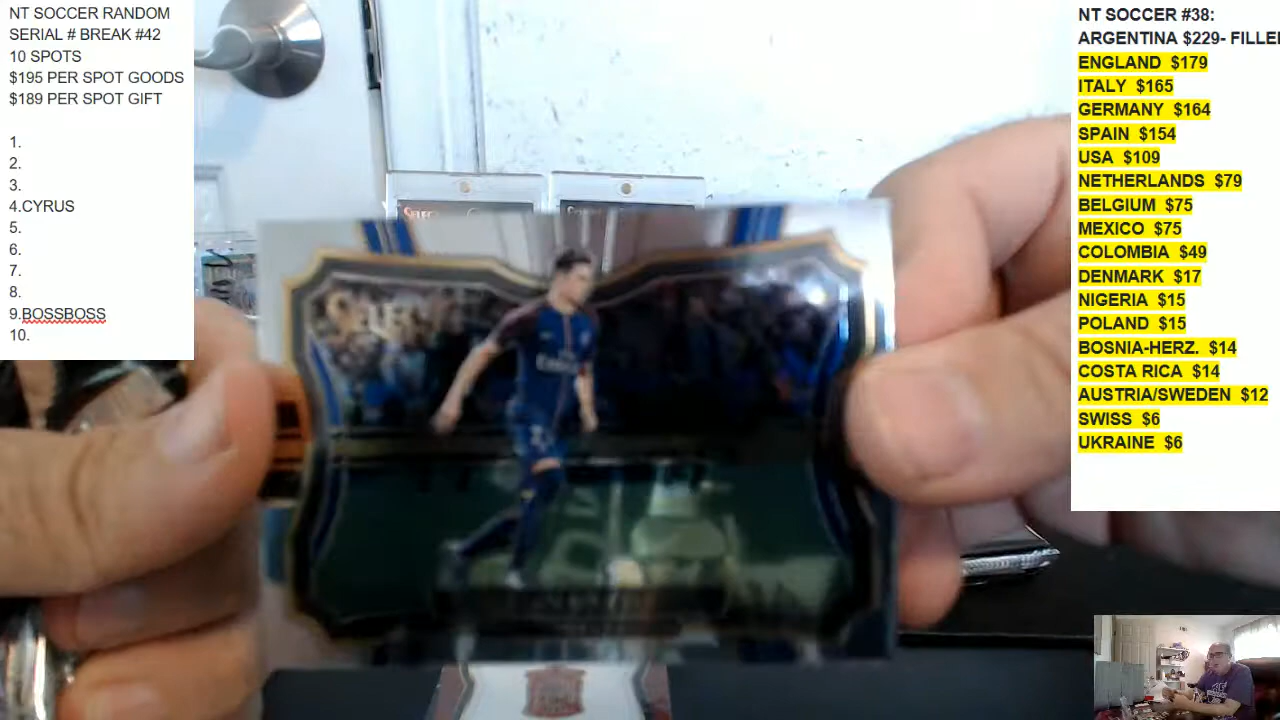 NT SOCCER RANDOM
SERIAL # BREAK #42
10 SPOTS
$195 PER SPOT GOODS
$189 PER SPOT GIFT
1.
2.
3.
4.CYRUS
5.
6.
7.
8.
9.BOSSBOSS
10.
NT SOCCER #38:
ARGENTINA $229- FILLE
ENGLAND $179
ITALY $165
GERMANY $164
SPAIN $154
USA $109
NETHERLANDS $79
BELGIUM $75
MEXICO $75
COLOMBIA $49
DENMARK $17
NIGERIA $15
POLAND $15
BOSNIA-HERZ. $14
COSTA RICA $14
AUSTRIA/SWEDEN $12
SWISS $6
UKRAINE $6
SELECT
SELECT